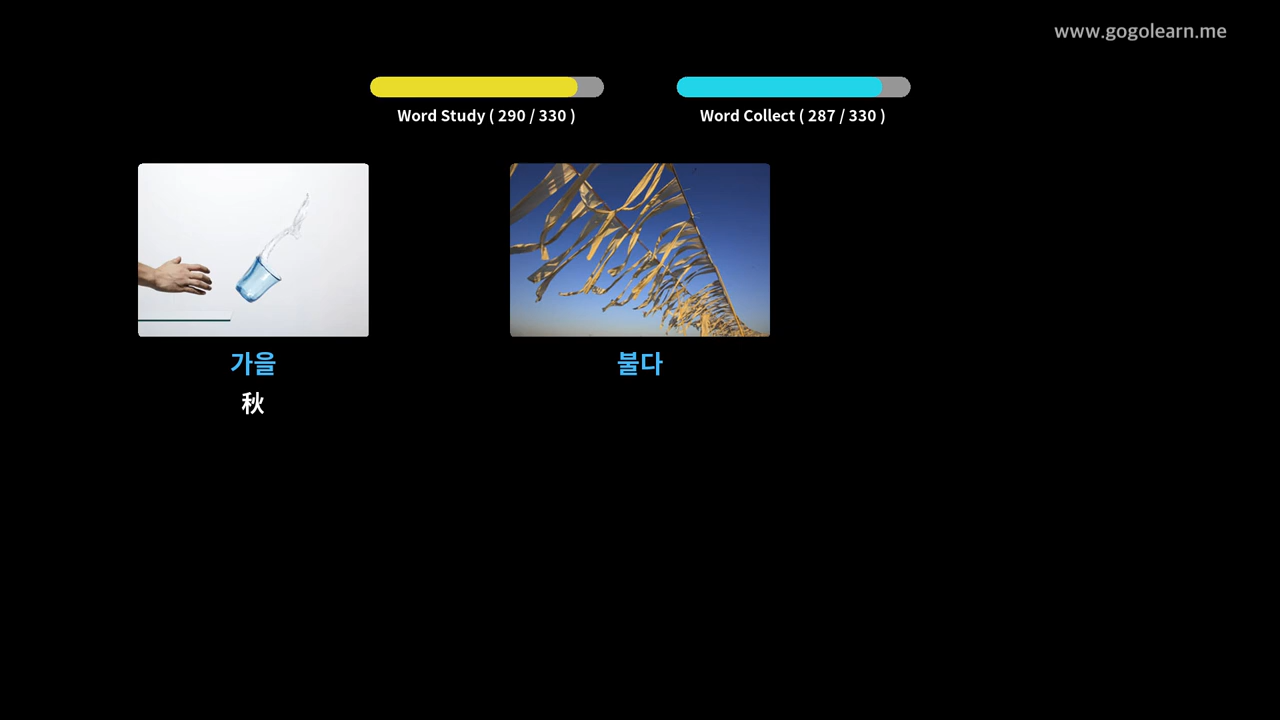 www.gogolearn.me
Word Study ( 290 / 330 )
Word Collect ( 287 / 330 )
가을
秋
불다